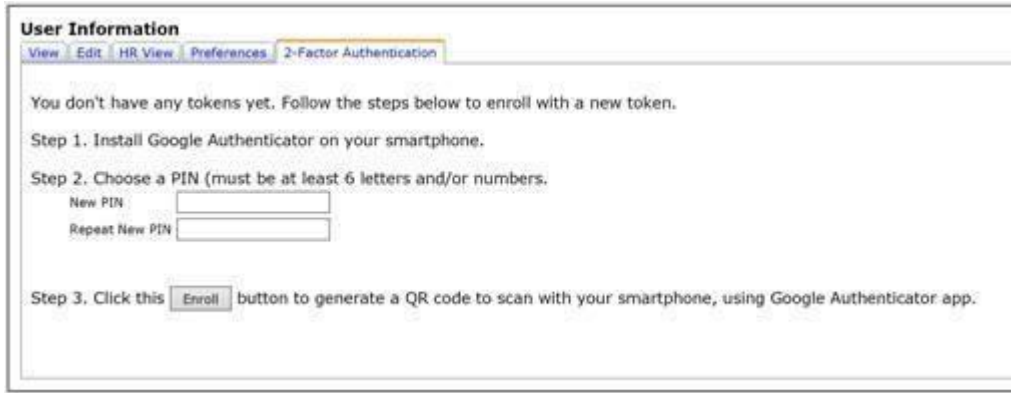 User Information
View Edit HR View Preferences 2-Factor Authentication
You don't have any tokens yet. Follow the steps below to enroll with a new token.
Step 1. Install Google Authenticator on your smartphone.
Step 2. Choose a PIN (must be at least 6 letters and/or numbers.
New PIN
Repeat New PIN
Step 3. Click this Enroll button to generate a QR code to scan with your smartphone, using Google Authenticator app.